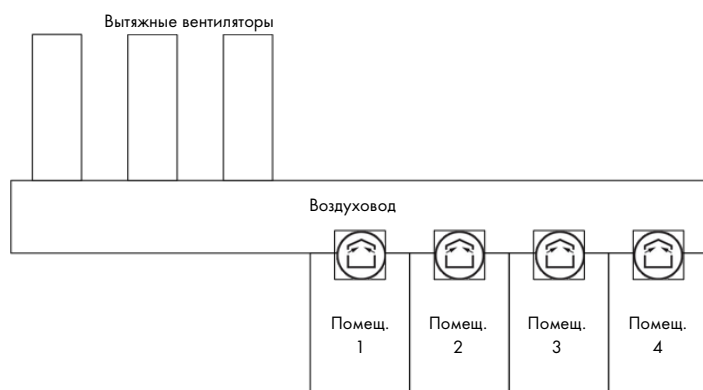 Вытяжные вентиляторы
Воздуховод
Помещ.
1
Помещ.
2
Помещ.
3
Помещ.
4